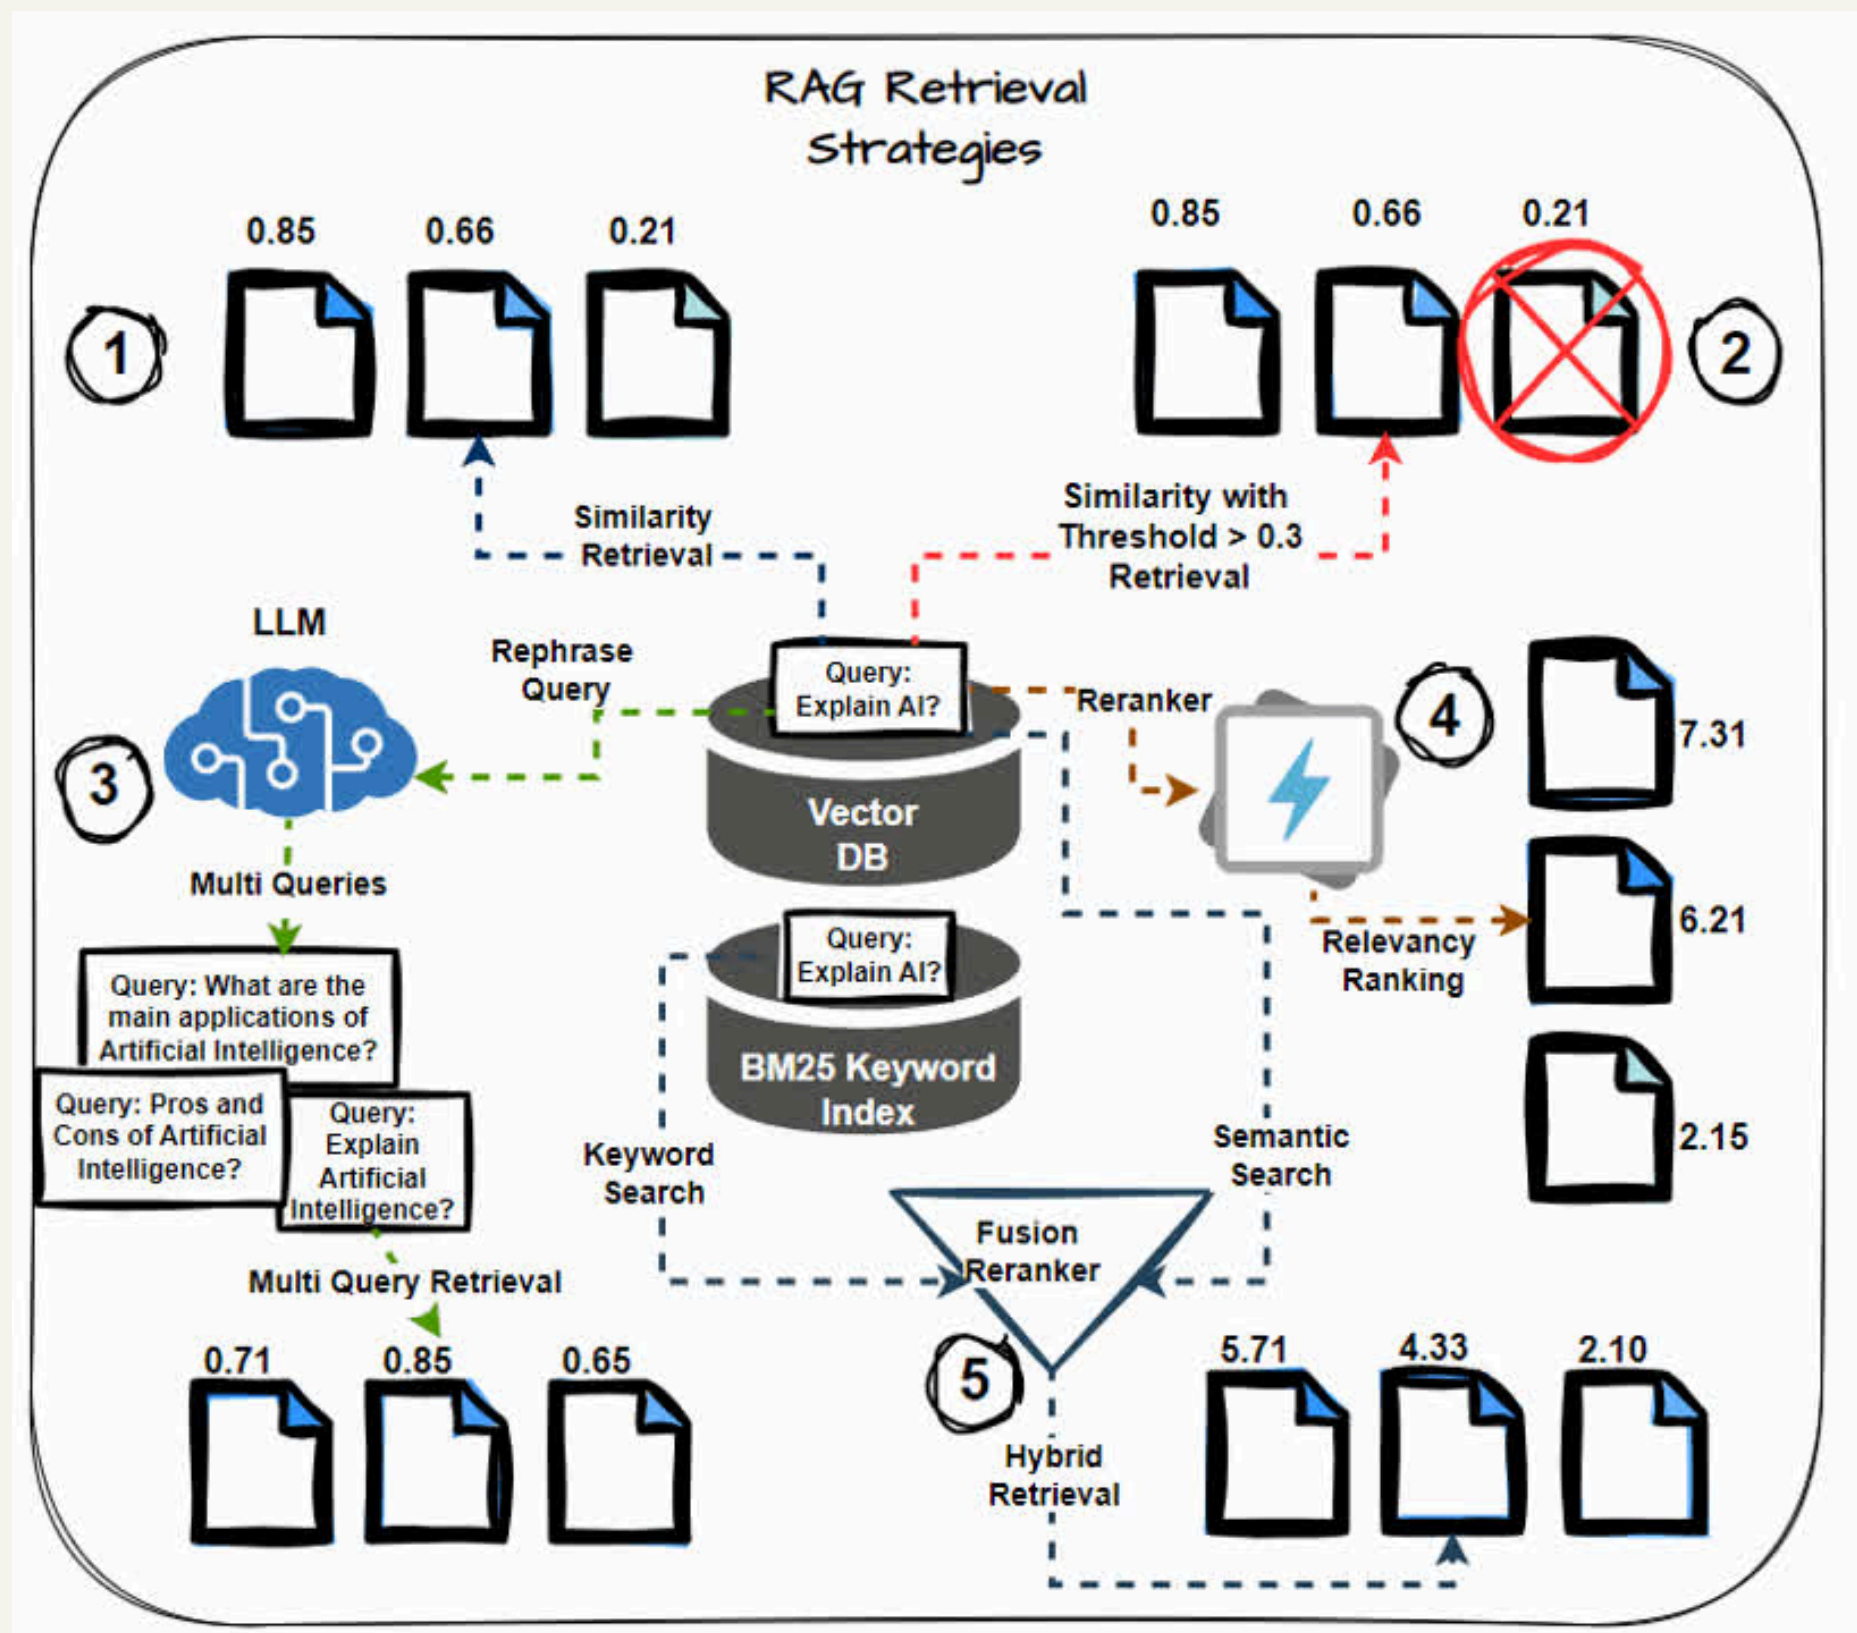 RAG Retrieval
Strategies
0.85
0.66
0.21
1
0.85
0.66
0.21
2
Similarity
Retrieval
Similarity with
Threshold > 0.3
Retrieval
LLM
Rephrase
Query
3
Multi Queries
Query: What are the
main applications of
Artificial Intelligence?
Query: Pros and
Cons of Artificial
Intelligence?
Query:
Explain
Artificial
Intelligence?
Multi Query Retrieval
0.71
0.85
0.65
Query:
Explain AI?
Vector
DB
Query:
Explain AI?
BM25 Keyword
Index
Reranker
4
Relevancy
Ranking
7.31
6.21
2.15
Keyword
Search
Semantic
Search
Fusion
Reranker
5
Hybrid
Retrieval
5.71
4.33
2.10